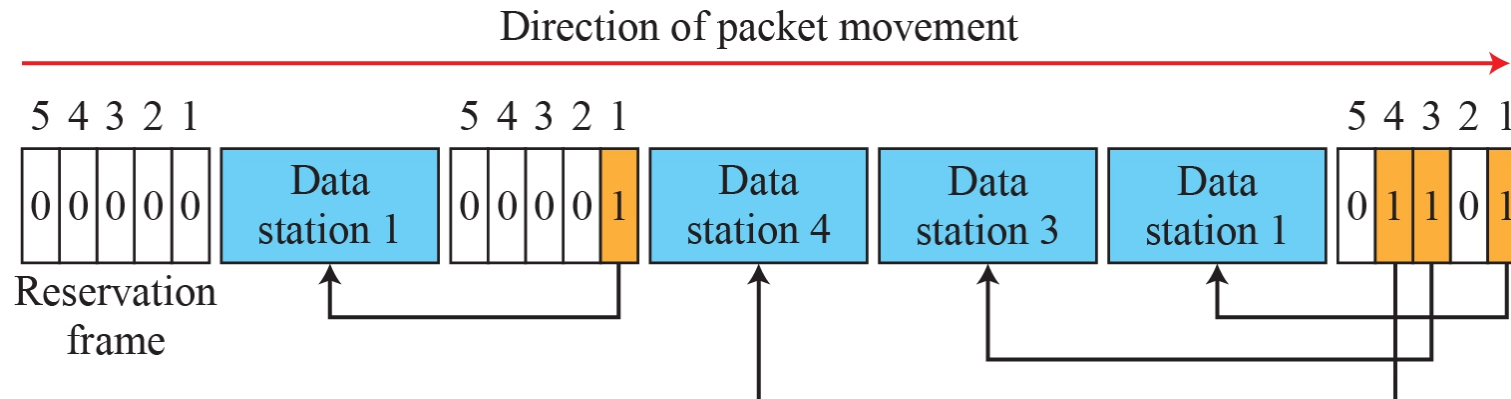 Direction of packet movement
5 4 3 2 1
5 4 3 2 1
5 4 3 2 1
0 0 0 0 0
Data
station 1
0 0 0 0 1
Data
station 4
Data
station 3
Data
station 1
0 1 1 0 1
Reservation
frame